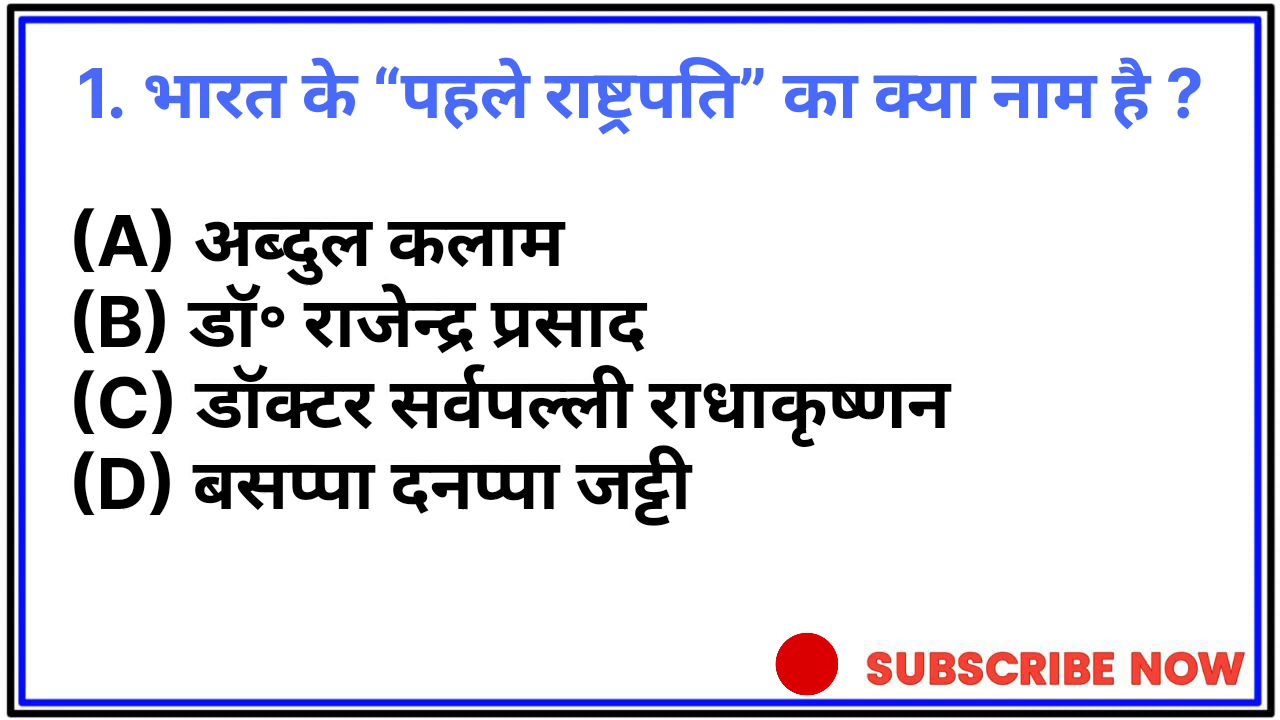 1. भारत के “पहले राष्ट्रपति” का क्या नाम है ?
(A) अब्दुल कलाम
(B) डॉ॰ राजेन्द्र प्रसाद
(C) डॉक्टर सर्वपल्ली राधाकृष्णन
(D) बसप्पा दनप्पा जट्टी
SUBSCRIBE NOW